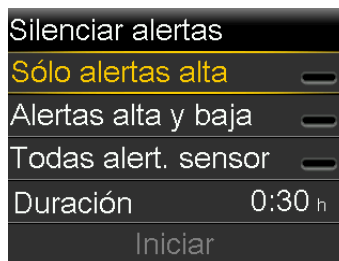 Silenciar alertas
Sólo alertas alta
Alertas alta y baja
Todas alert. sensor
Duración 0:30 h
Iniciar